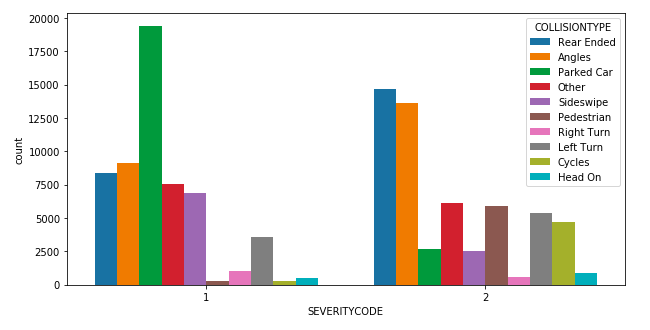 20000
17500
15000
12500
10000
7500
5000
2500
0
count
1
2
SEVERITYCODE
COLLISIONTYPE
Rear Ended
Angles
Parked Car
Other
Sideswipe
Pedestrian
Right Turn
Left Turn
Cycles
Head On